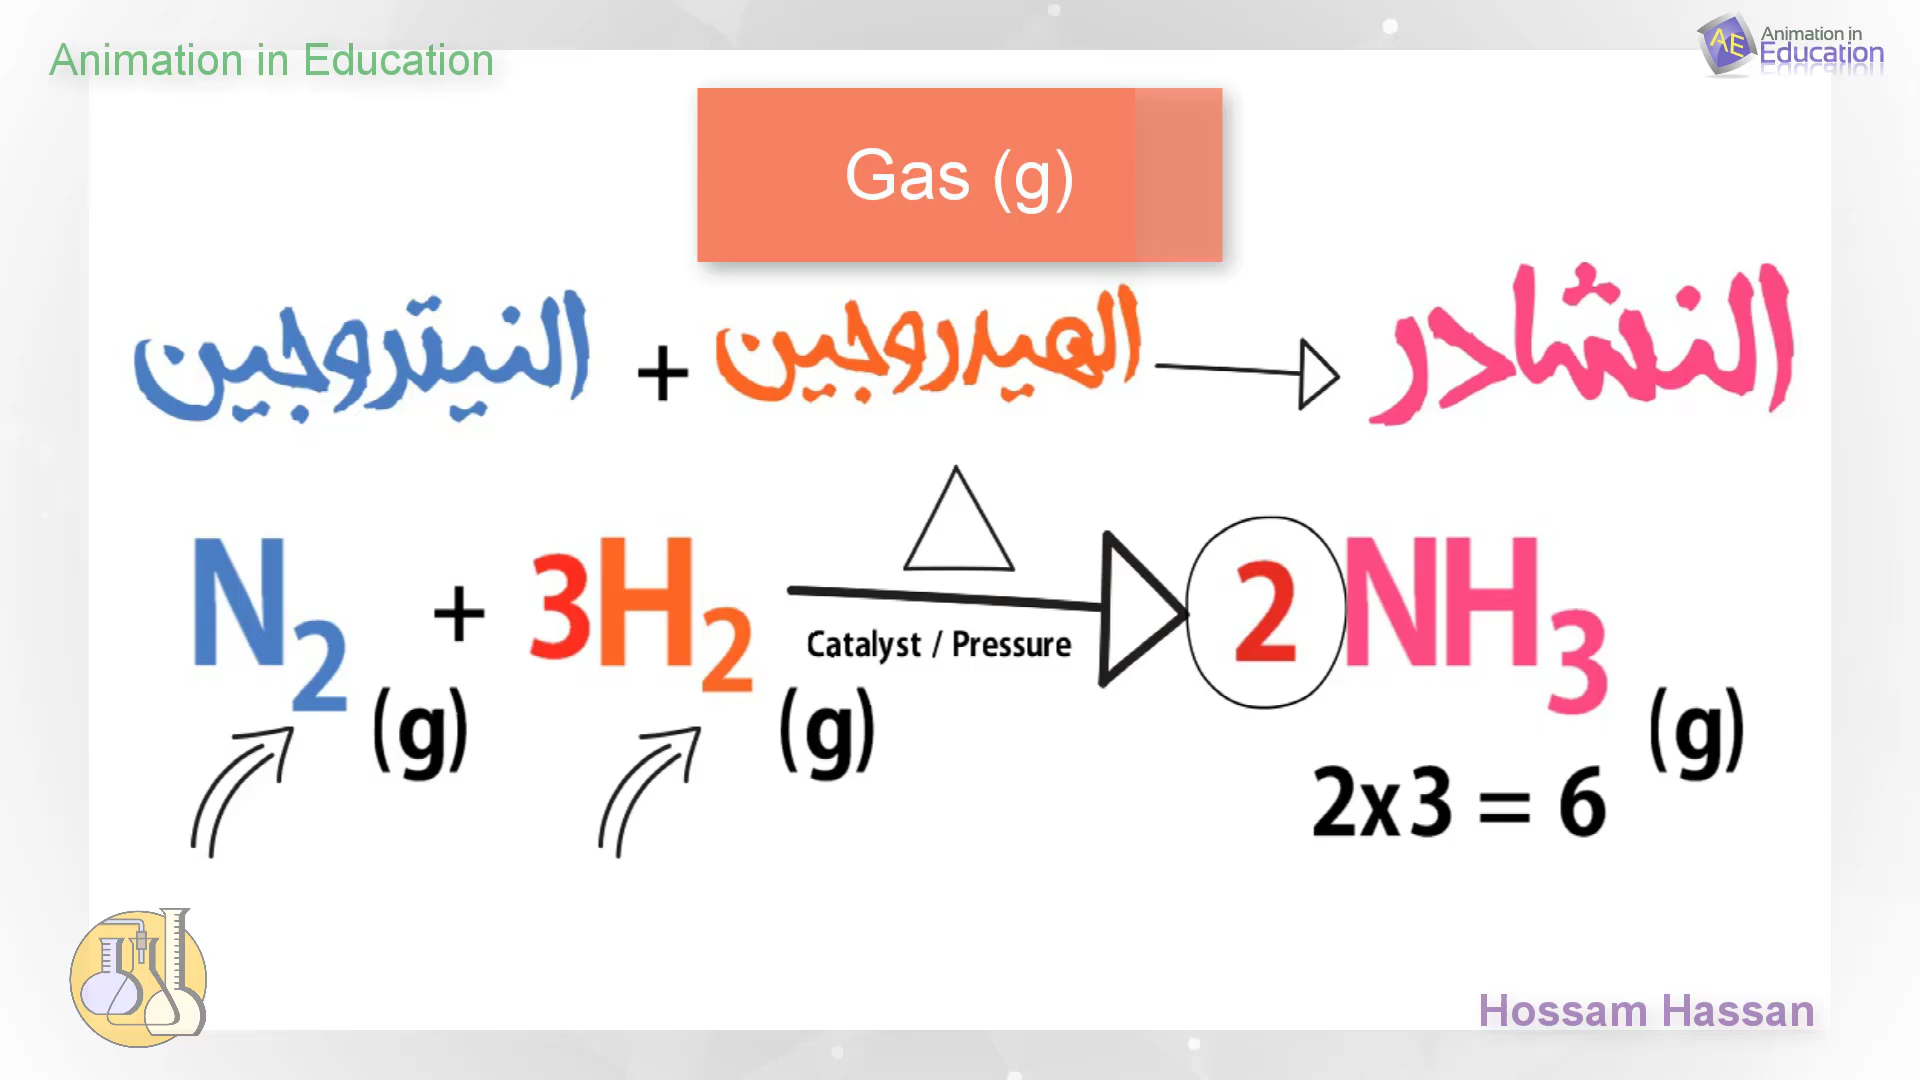 Animation in Education
AE Animation in Education
Gas (g)
النيتروجين + الهيدروجين → النشادر
△
N₂ (g) + 3H₂ (g) → 2NH₃ (g)
Catalyst / Pressure
2x3 = 6
Hossam Hassan